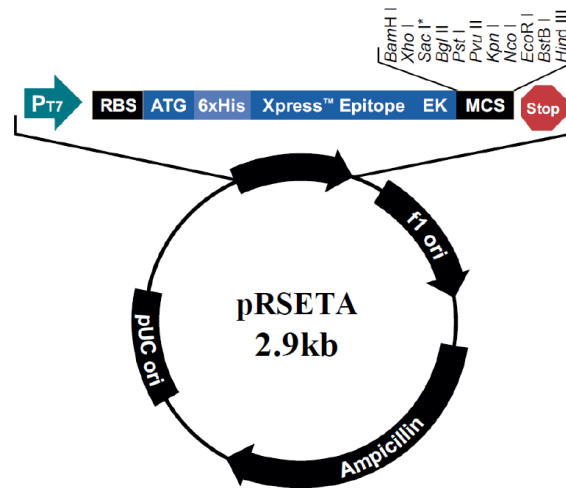 BamH I
Xho I
Sac I*
Bgl II
Pst I
Pvu II
Kpn I
Nco I
EcoR I
BstB I
Hind III
PT7
RBS ATG 6xHis Xpress™ Epitope EK MCS Stop
f1 ori
pRSETA
2.9kb
pUC ori
Ampicillin